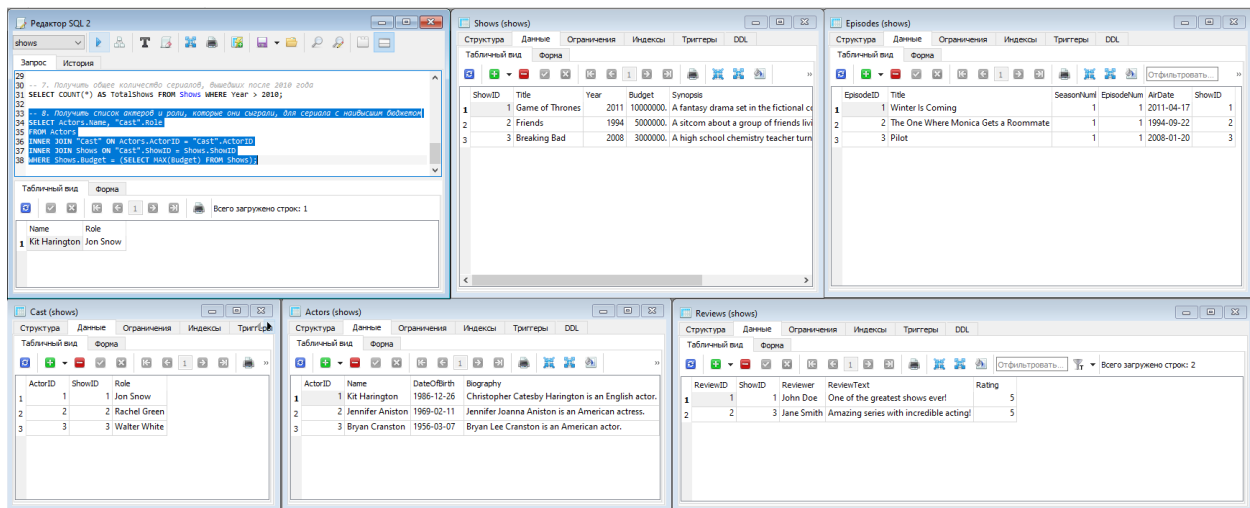 Редактор SQL 2
shows
Запрос История
29
30 -- 7. Получить общее количество сериалов, вышедших после 2010 года
31 SELECT COUNT(*) AS TotalShows FROM Shows WHERE Year > 2010;
32
33 -- 8. Получить список актеров и роли, которые они сыграли, для сериала с наивысшим бюджетом
34 SELECT Actors.Name, "Cast".Role
35 FROM Actors
36 INNER JOIN "Cast" ON Actors.ActorID = "Cast".ActorID
37 INNER JOIN Shows ON "Cast".ShowID = Shows.ShowID
38 WHERE Shows.Budget = (SELECT MAX(Budget) FROM Shows);
Табличный вид Форма
1 Всего загружено строк: 1
Name Role
1 Kit Harington Jon Snow
Shows (shows)
Структура Данные Ограничения Индексы Триггеры DDL
Табличный вид Форма
1
ShowID Title Year Budget Synopsis
1 1 Game of Thrones 2011 10000000. A fantasy drama set in the fictional co
2 2 Friends 1994 5000000. A sitcom about a group of friends livi
3 3 Breaking Bad 2008 3000000. A high school chemistry teacher turn
Episodes (shows)
Структура Данные Ограничения Индексы Триггеры DDL
Табличный вид Форма
1 Отфильтровать...
EpisodeID Title SeasonNuml EpisodeNum AirDate ShowID
1 1 Winter Is Coming 1 1 2011-04-17 1
2 2 The One Where Monica Gets a Roommate 1 1 1994-09-22 2
3 3 Pilot 1 1 2008-01-20 3
Cast (shows)
Структура Данные Ограничения Индексы Триггеры
Табличный вид Форма
1
ActorID ShowID Role
1 1 1 Jon Snow
2 2 2 Rachel Green
3 3 3 Walter White
Actors (shows)
Структура Данные Ограничения Индексы Триггеры DDL
Табличный вид Форма
1
ActorID Name DateOfBirth Biography
1 1 Kit Harington 1986-12-26 Christopher Catesby Harington is an English actor.
2 2 Jennifer Aniston 1969-02-11 Jennifer Joanna Aniston is an American actress.
3 3 Bryan Cranston 1956-03-07 Bryan Lee Cranston is an American actor.
Reviews (shows)
Структура Данные Ограничения Индексы Триггеры DDL
Табличный вид Форма
1 Отфильтровать... Всего загружено строк: 2
ReviewID ShowID Reviewer ReviewText Rating
1 1 1 John Doe One of the greatest shows ever! 5
2 2 3 Jane Smith Amazing series with incredible acting! 5